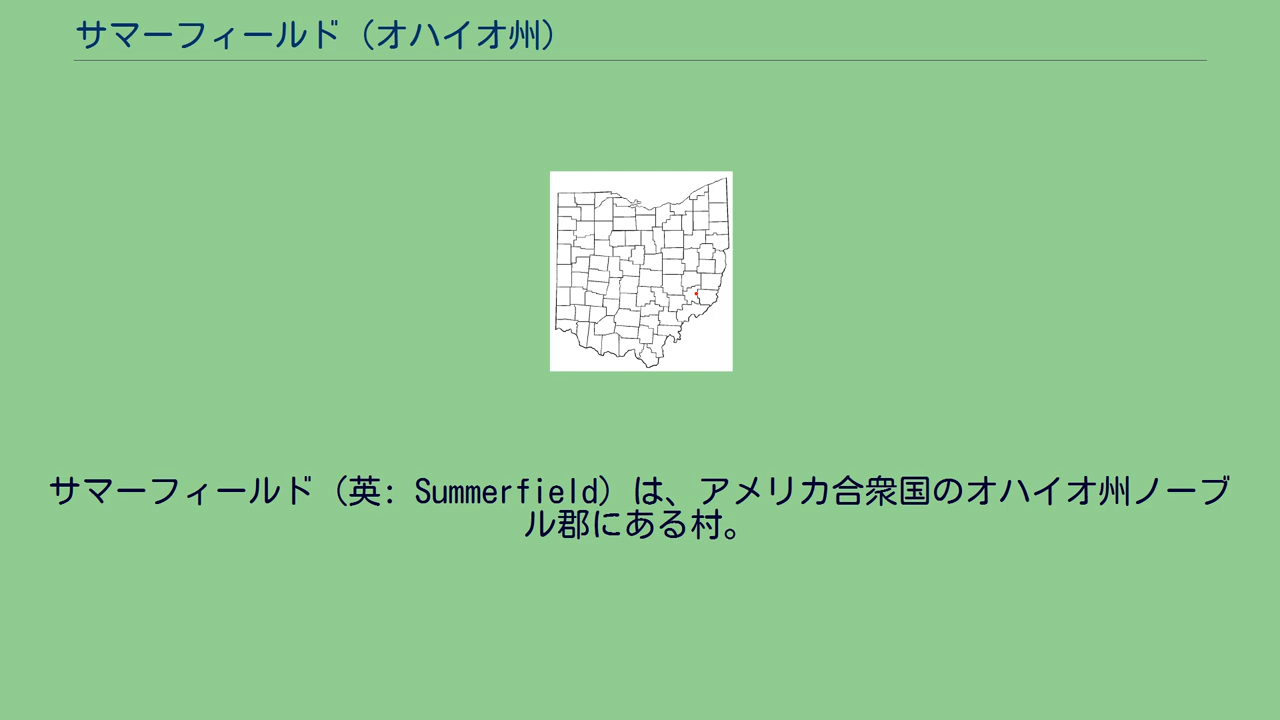 サマーフィールド（オハイオ州）
サマーフィールド（英: Summerfield）は、アメリカ合衆国のオハイオ州ノーブ
ル郡にある村。